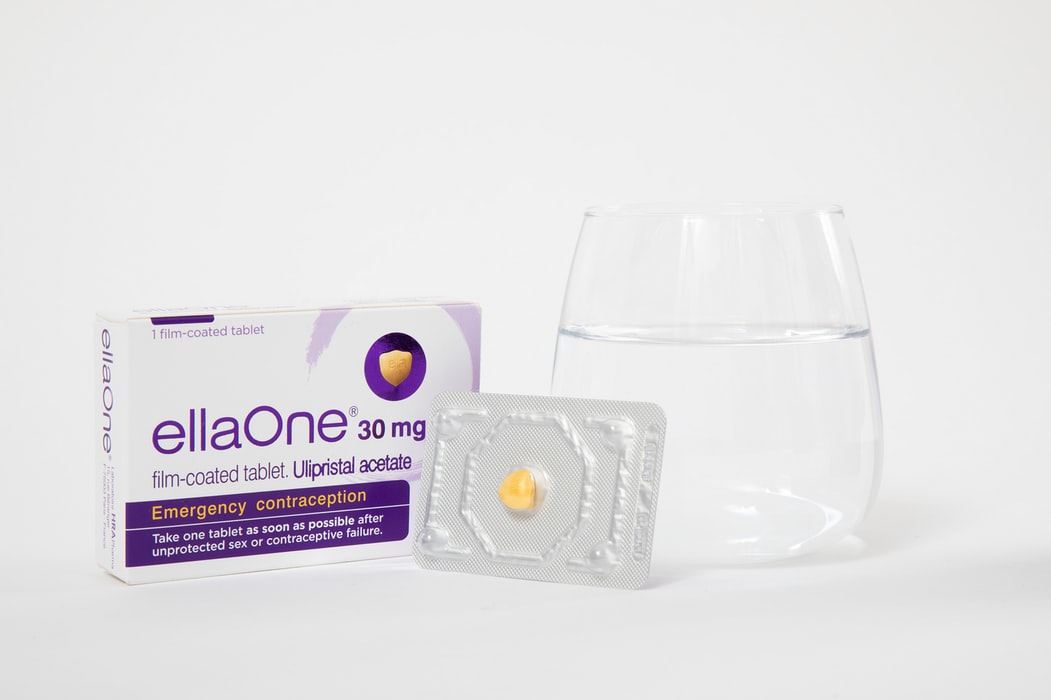 1 film-coated tablet
ellaOne® 30 mg
film-coated tablet. Ulipristal acetate
Emergency contraception
Take one tablet as soon as possible after
unprotected sex or contraceptive failure.
ellaOne®